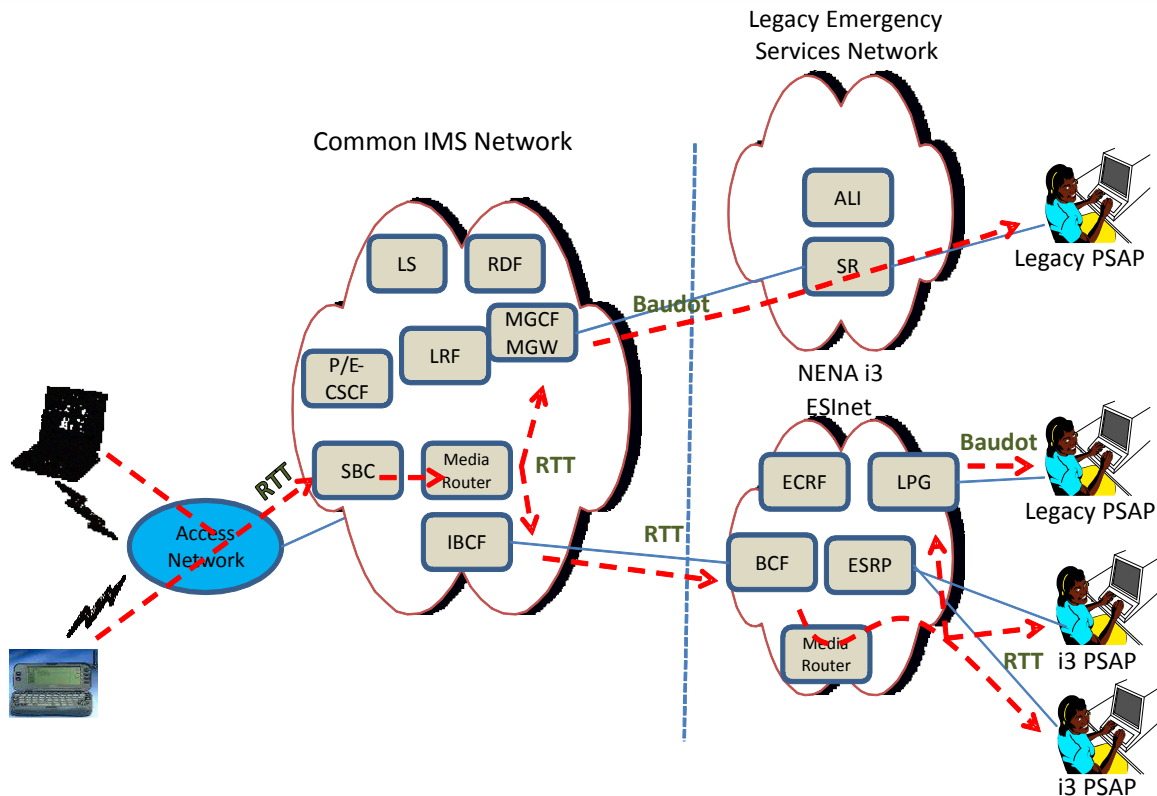 Legacy Emergency
Services Network
Common IMS Network
ALI
SR
Legacy PSAP
LS
RDF
Baudot
MGCF
MGW
LRF
P/E-
CSCF
NENA i3
ESInet
Baudot
SBC
Media
Router
RTT
RTT
ECRF
LPG
Legacy PSAP
Access
Network
IBCF
RTT
BCF
ESRP
Media
Router
i3 PSAP
RTT
i3 PSAP